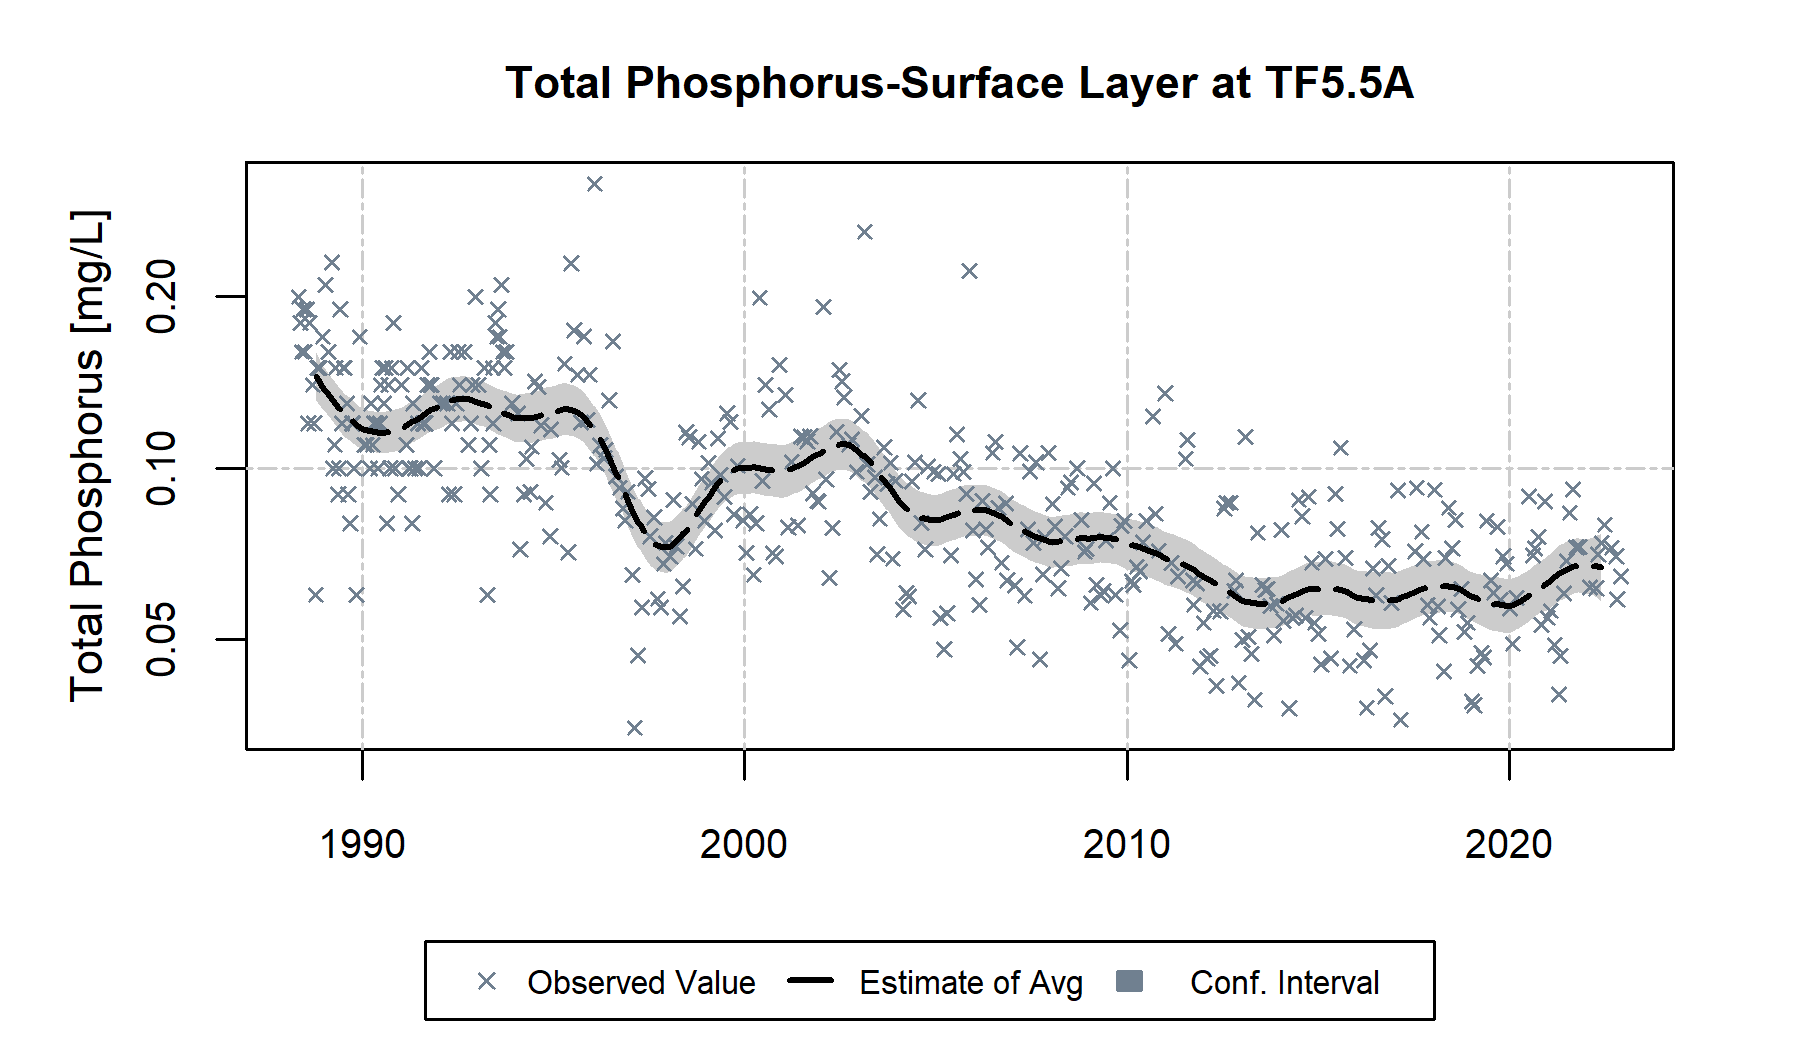 Total Phosphorus-Surface Layer at TF5.5A
Total Phosphorus [mg/L]
0.20
0.10
0.05
1990 2000 2010 2020
Observed Value Estimate of Avg Conf. Interval